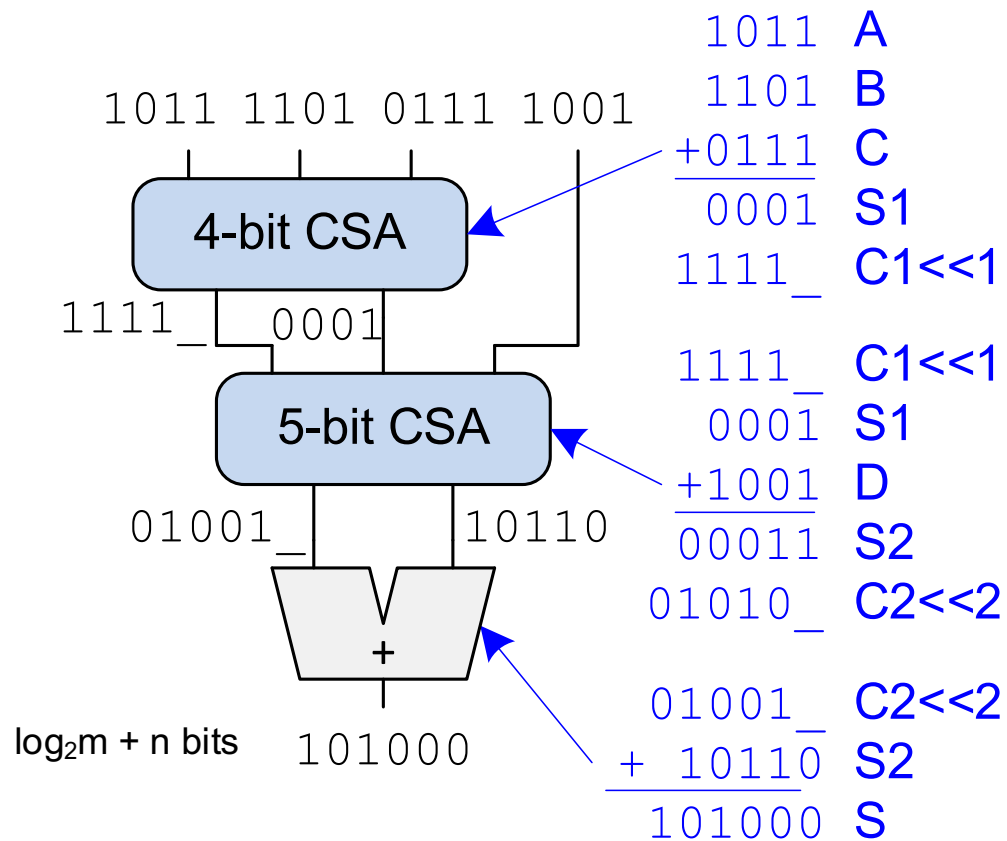 1011 1101 0111 1001
4-bit CSA
1111_ 0001
5-bit CSA
01001_ 10110
+
log₂m + n bits 101000
1011 A
1101 B
+0111 C
0001 S1
1111_ C1<<1
1111_ C1<<1
0001 S1
+1001 D
00011 S2
01010_ C2<<2
01001_ C2<<2
+ 10110 S2
101000 S